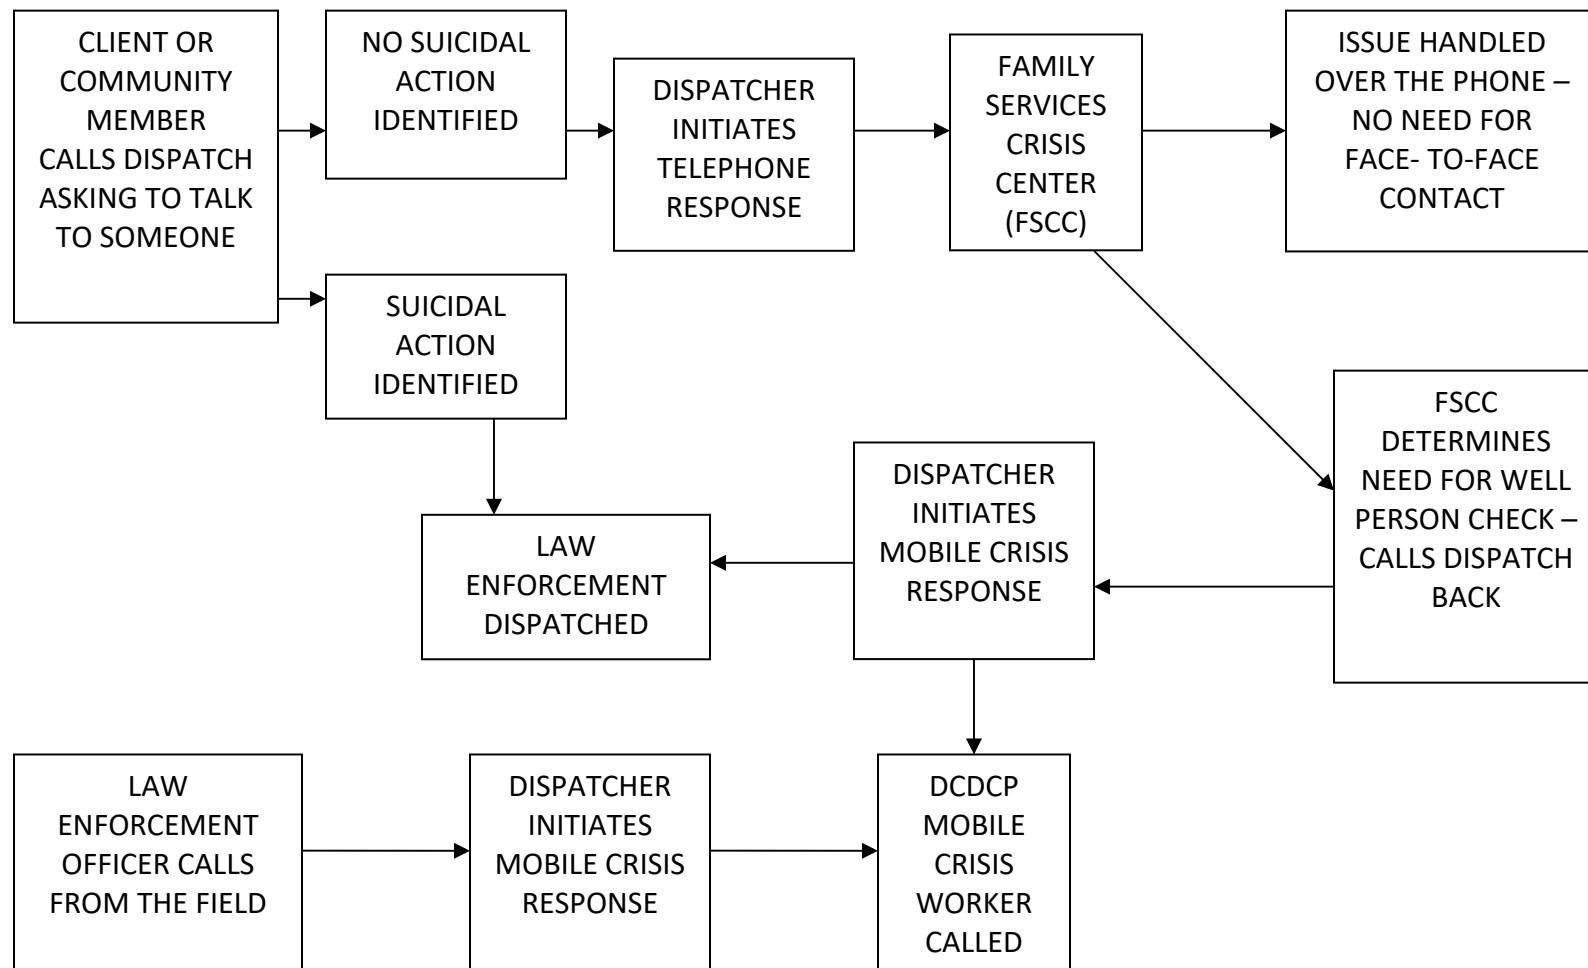 CLIENT OR
COMMUNITY
MEMBER
CALLS DISPATCH
ASKING TO TALK
TO SOMEONE
NO SUICIDAL
ACTION
IDENTIFIED
DISPATCHER
INITIATES
TELEPHONE
RESPONSE
FAMILY
SERVICES
CRISIS
CENTER
(FSCC)
ISSUE HANDLED
OVER THE PHONE –
NO NEED FOR
FACE- TO-FACE
CONTACT
SUICIDAL
ACTION
IDENTIFIED
FSCC
DETERMINES
NEED FOR WELL
PERSON CHECK –
CALLS DISPATCH
BACK
DISPATCHER
INITIATES
MOBILE CRISIS
RESPONSE
LAW
ENFORCEMENT
DISPATCHED
LAW
ENFORCEMENT
OFFICER CALLS
FROM THE FIELD
DISPATCHER
INITIATES
MOBILE CRISIS
RESPONSE
DCDCP
MOBILE
CRISIS
WORKER
CALLED